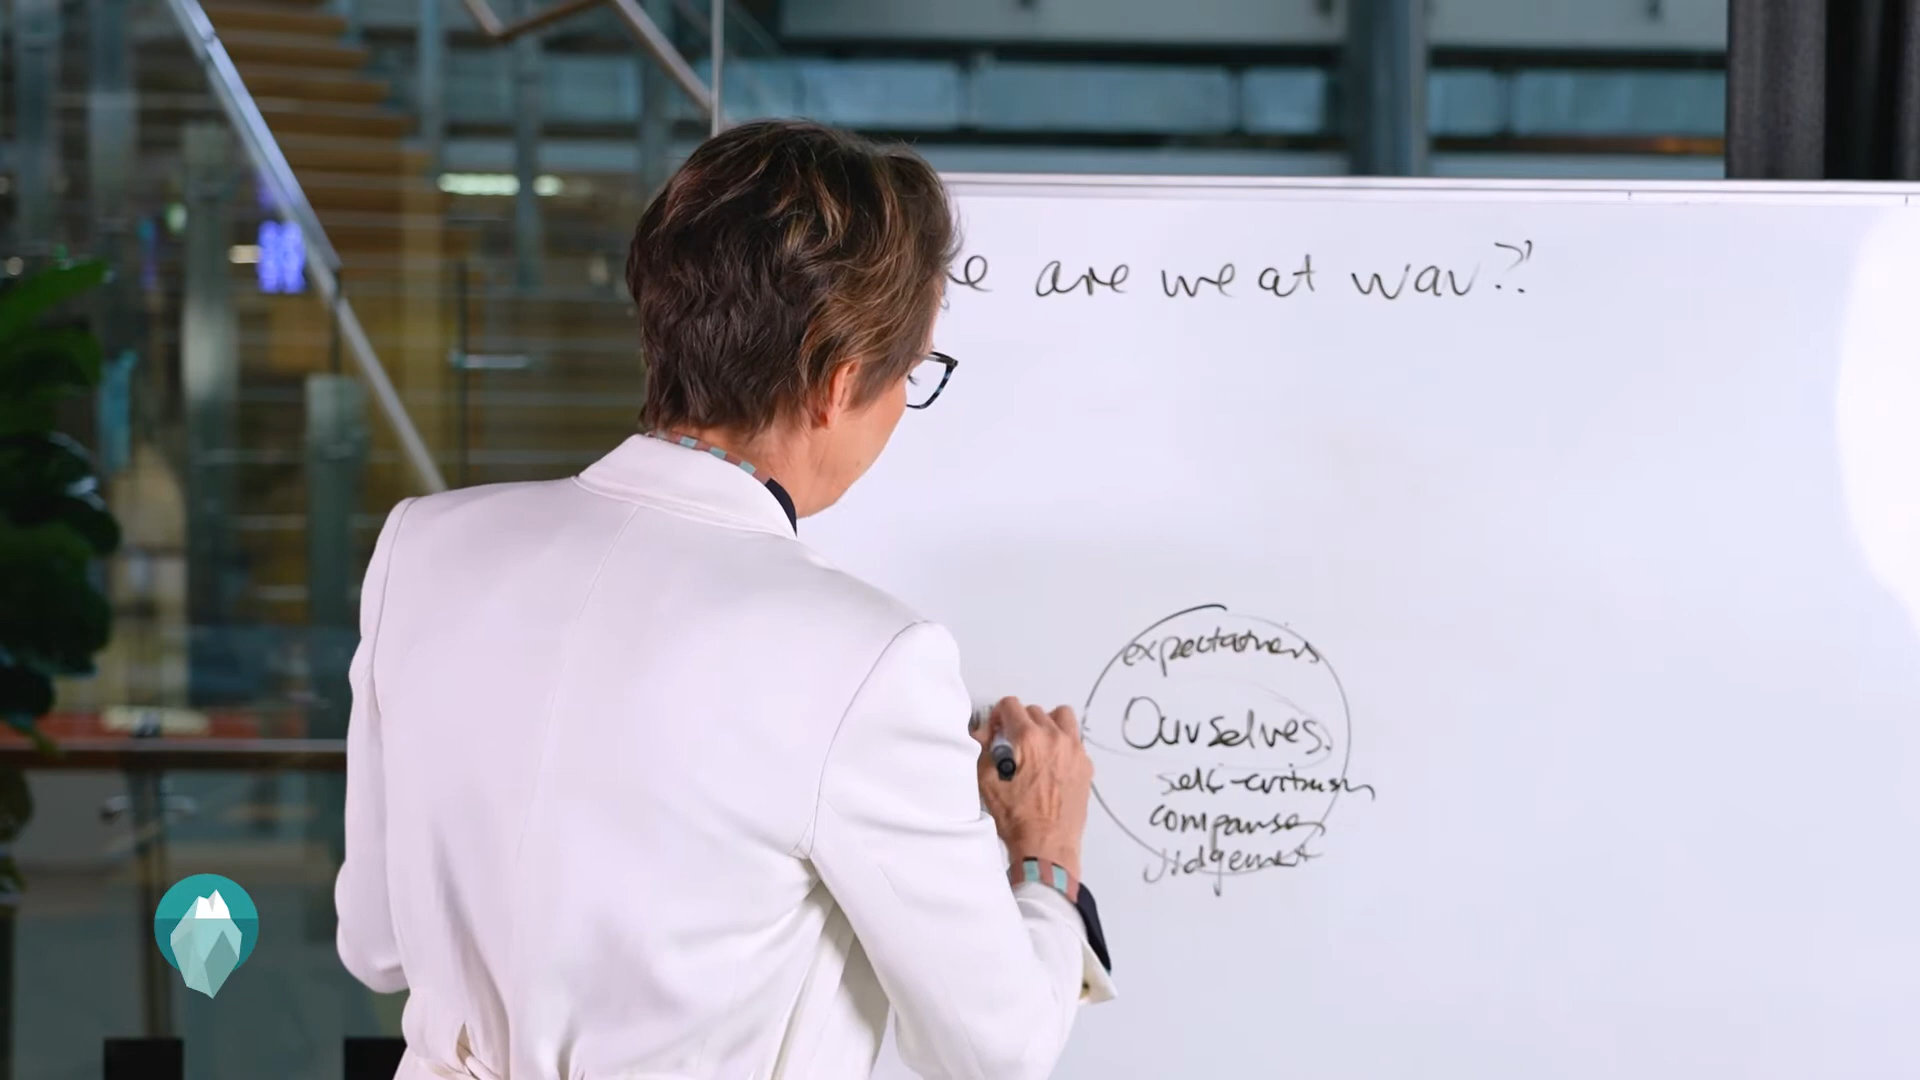 are we at war?!
expectations
Ourselves.
self-criticism
comparison
judgement